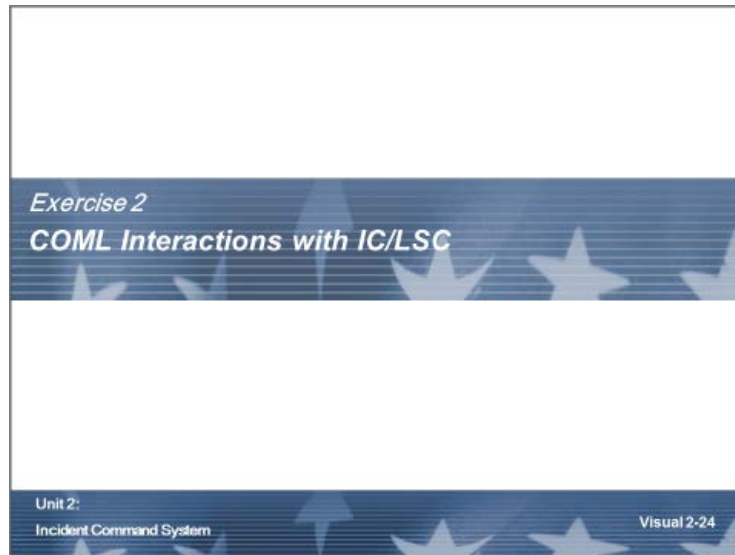 Exercise 2
COML Interactions with IC/LSC
Unit 2:
Incident Command System
Visual 2-24